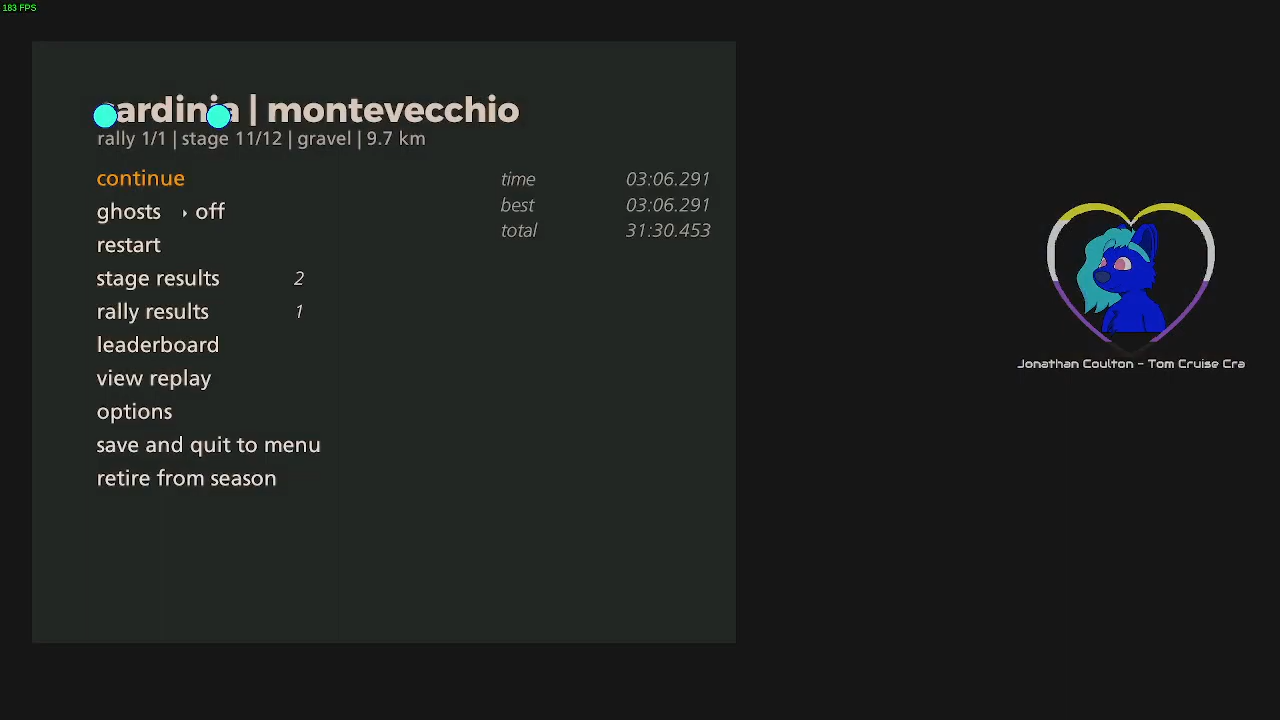 183 FPS
sardinia | montevecchio
rally 1/1 | stage 11/12 | gravel | 9.7 km
continue
ghosts off
restart
stage results 2
rally results 1
leaderboard
view replay
options
save and quit to menu
retire from season
time 03:06.291
best 03:06.291
total 31:30.453
Jonathan Coulton - Tom Cruise Cra